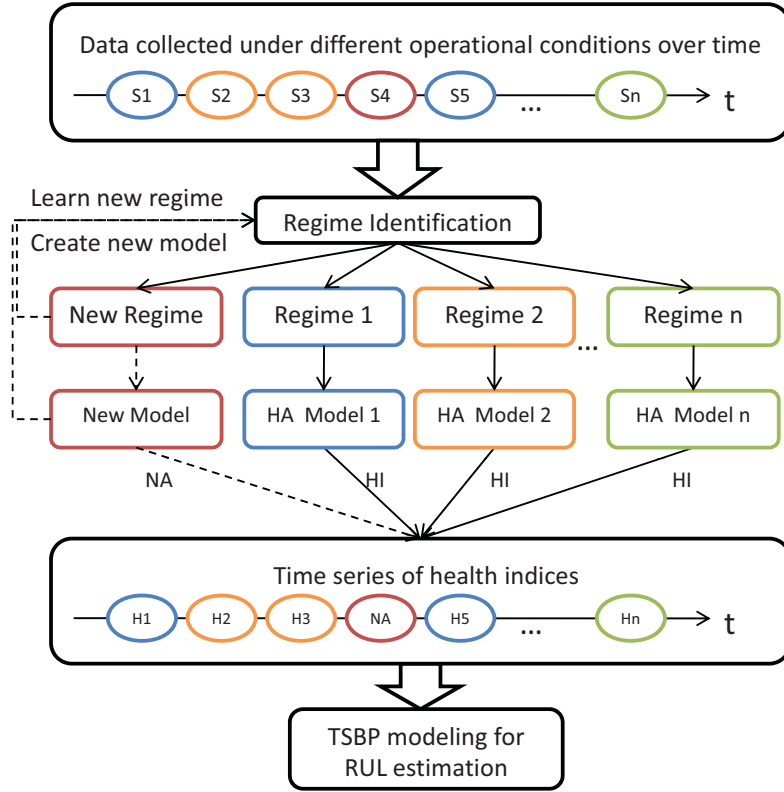 Data collected under different operational conditions over time
S1 S2 S3 S4 S5 ... Sn t
Learn new regime
Regime Identification
Create new model
New Regime Regime 1 Regime 2 ... Regime n
New Model HA Model 1 HA Model 2 HA Model n
NA HI HI HI
Time series of health indices
H1 H2 H3 NA H5 ... Hn t
TSBP modeling for
RUL estimation